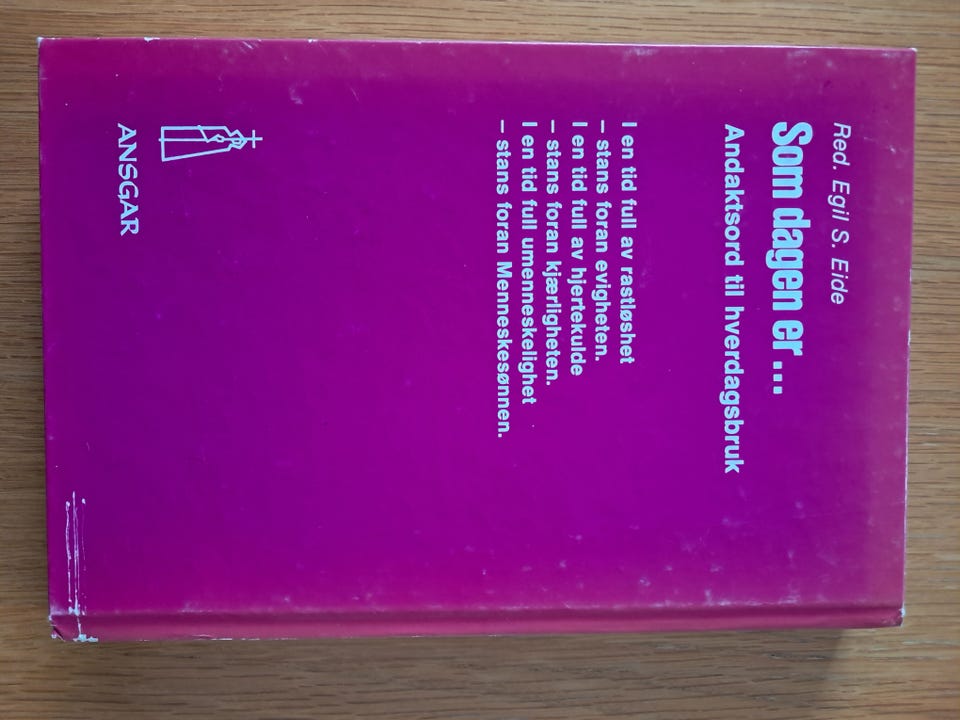 Red. Egil S. Eide
Som dagen er...
Andaktsord til hverdagsbruk
I en tid full av rastløshet
– stans foran evigheten.
I en tid full av hjertekulde
– stans foran kjærligheten.
I en tid full umenneskelighet
– stans foran Menneskesønnen.
ANSGAR